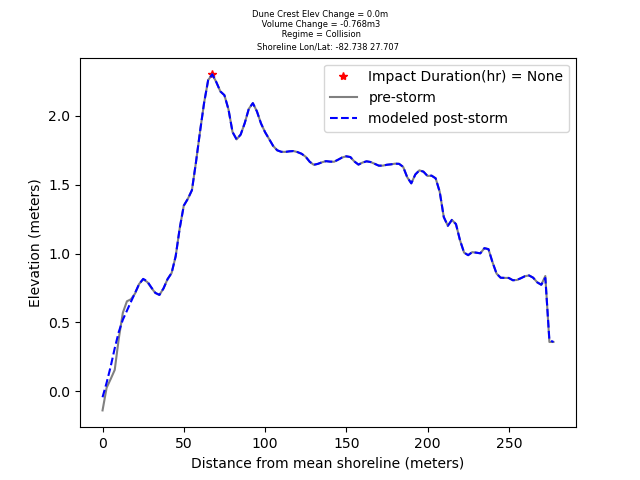 Dune Crest Elev Change = 0.0m
Volume Change = -0.768m3
Regime = Collision
Shoreline Lon/Lat: -82.738 27.707
Impact Duration(hr) = None
pre-storm
modeled post-storm
Elevation (meters)
2.0
1.5
1.0
0.5
0.0
0 50 100 150 200 250
Distance from mean shoreline (meters)